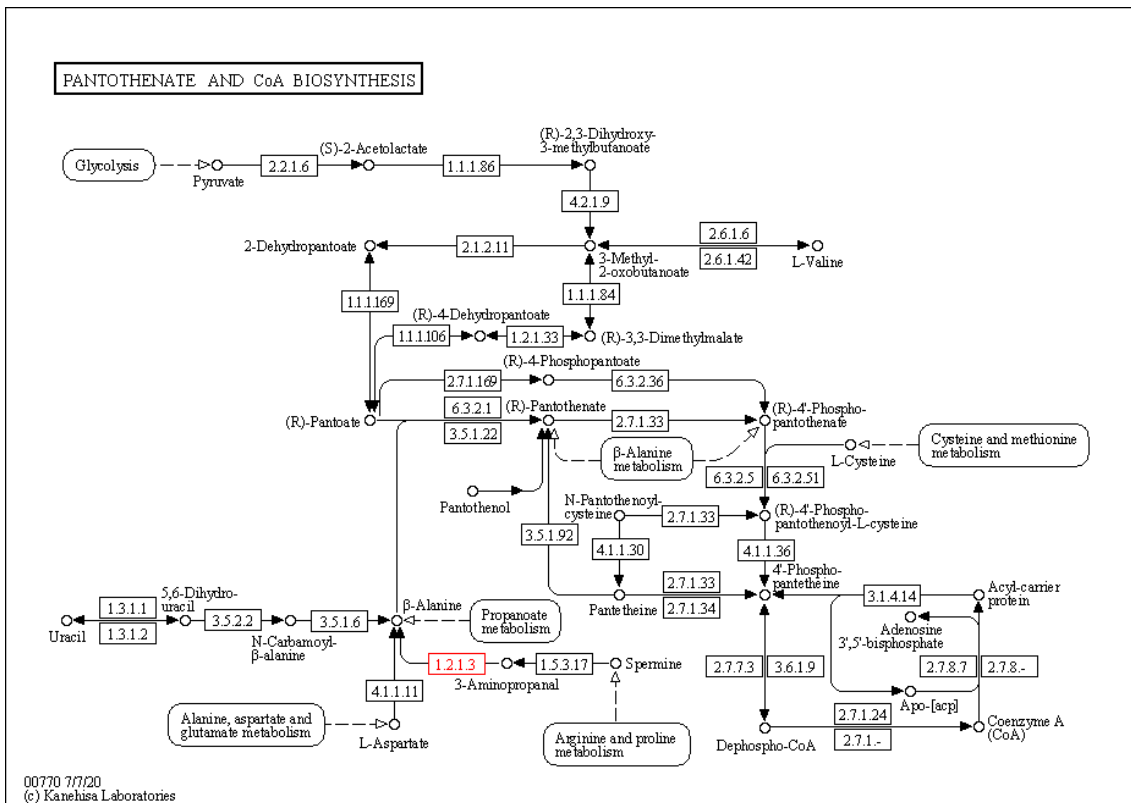 PANTOTHENATE AND CoA BIOSYNTHESIS
Glycolysis
Pyruvate
2.2.1.6
(S)-2-Acetolactate
1.1.1.86
(R)-2,3-Dihydroxy-
3-methylbutanoate
4.2.1.9
2-Dehydropantoate
2.1.2.11
3-Methyl-
2-oxobutanoate
2.6.1.6
2.6.1.42
L-Valine
1.1.1.169
1.1.1.84
(R)-4-Dehydropantoate
1.1.1.106
1.2.1.33
(R)-3,3-Dimethylmalate
(R)-4-Phosphopantoate
2.7.1.169
6.3.2.36
(R)-Pantoate
6.3.2.1
3.5.1.22
(R)-Pantothenate
2.7.1.33
(R)-4'-Phospho-
pantothenate
β-Alanine
metabolism
L-Cysteine
Cysteine and methionine
metabolism
6.3.2.5
6.3.2.51
Pantothenol
N-Pantothenoyl-
cysteine
2.7.1.33
(R)-4'-Phospho-
pantothenoyl-L-cysteine
3.5.1.92
4.1.1.30
4.1.1.36
4'-Phospho-
pantetheine
Pantetheine
2.7.1.33
2.7.1.34
3.1.4.14
Acyl-carrier
protein
Adenosine
3',5'-bisphosphate
Uracil
1.3.1.1
1.3.1.2
5,6-Dihydro-
uracil
3.5.2.2
N-Carbamoyl-
β-alanine
3.5.1.6
β-Alanine
Propanoate
metabolism
1.2.1.3
3-Aminopropanal
1.5.3.17
Spermine
4.1.1.11
2.7.7.3
3.6.1.9
2.7.8.7
2.7.8.-
Apo-[acp]
Alanine, aspartate and
glutamate metabolism
L-Aspartate
Arginine and proline
metabolism
Dephospho-CoA
2.7.1.24
2.7.1.-
Coenzyme A
(CoA)
00770 7/7/20
(c) Kanehisa Laboratories